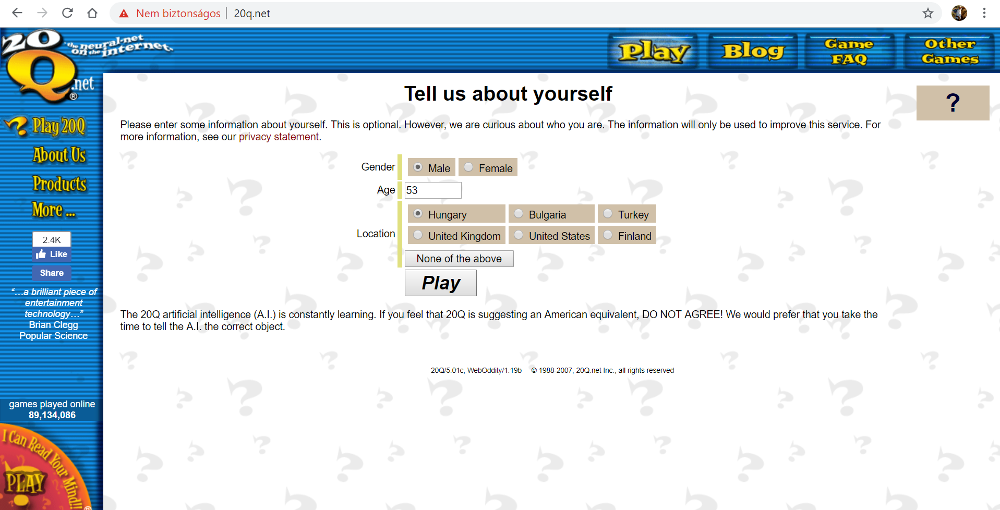 Nem biztonságos
20q.net
20Q
.net ®
the neural-net
on the internet.
Play
Blog
Game
FAQ
Other
Games
Play 20Q
About Us
Products
More ...
2.4K
Like
Share
“…a brilliant piece of
entertainment
technology…”
Brian Clegg
Popular Science
games played online
89,134,086
I Can Read Your Mind!!
PLAY
®
Tell us about yourself
?
Please enter some information about yourself. This is optional. However, we are curious about who you are. The information will only be used to improve this service. For
more information, see our privacy statement.
Gender
Male
Female
Age
53
Location
Hungary
Bulgaria
Turkey
United Kingdom
United States
Finland
None of the above
Play
The 20Q artificial intelligence (A.I.) is constantly learning. If you feel that 20Q is suggesting an American equivalent, DO NOT AGREE! We would prefer that you take the
time to tell the A.I. the correct object.
20Q/5.01c, WebOddity/1.19b © 1988-2007, 20Q.net Inc., all rights reserved